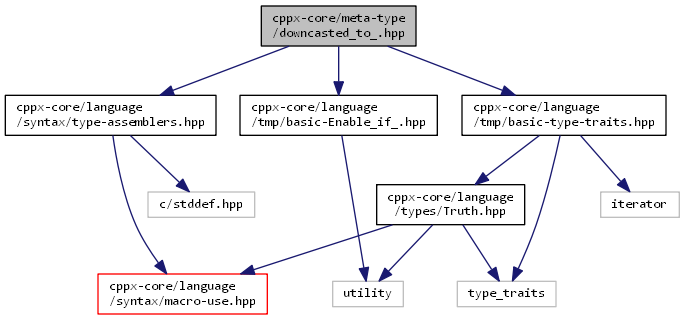 cppx-core/meta-type
/downcasted_to_.hpp
cppx-core/language
/syntax/type-assemblers.hpp
cppx-core/language
/tmp/basic-Enable_if_.hpp
cppx-core/language
/tmp/basic-type-traits.hpp
c/stddef.hpp
cppx-core/language
/types/Truth.hpp
iterator
cppx-core/language
/syntax/macro-use.hpp
utility
type_traits